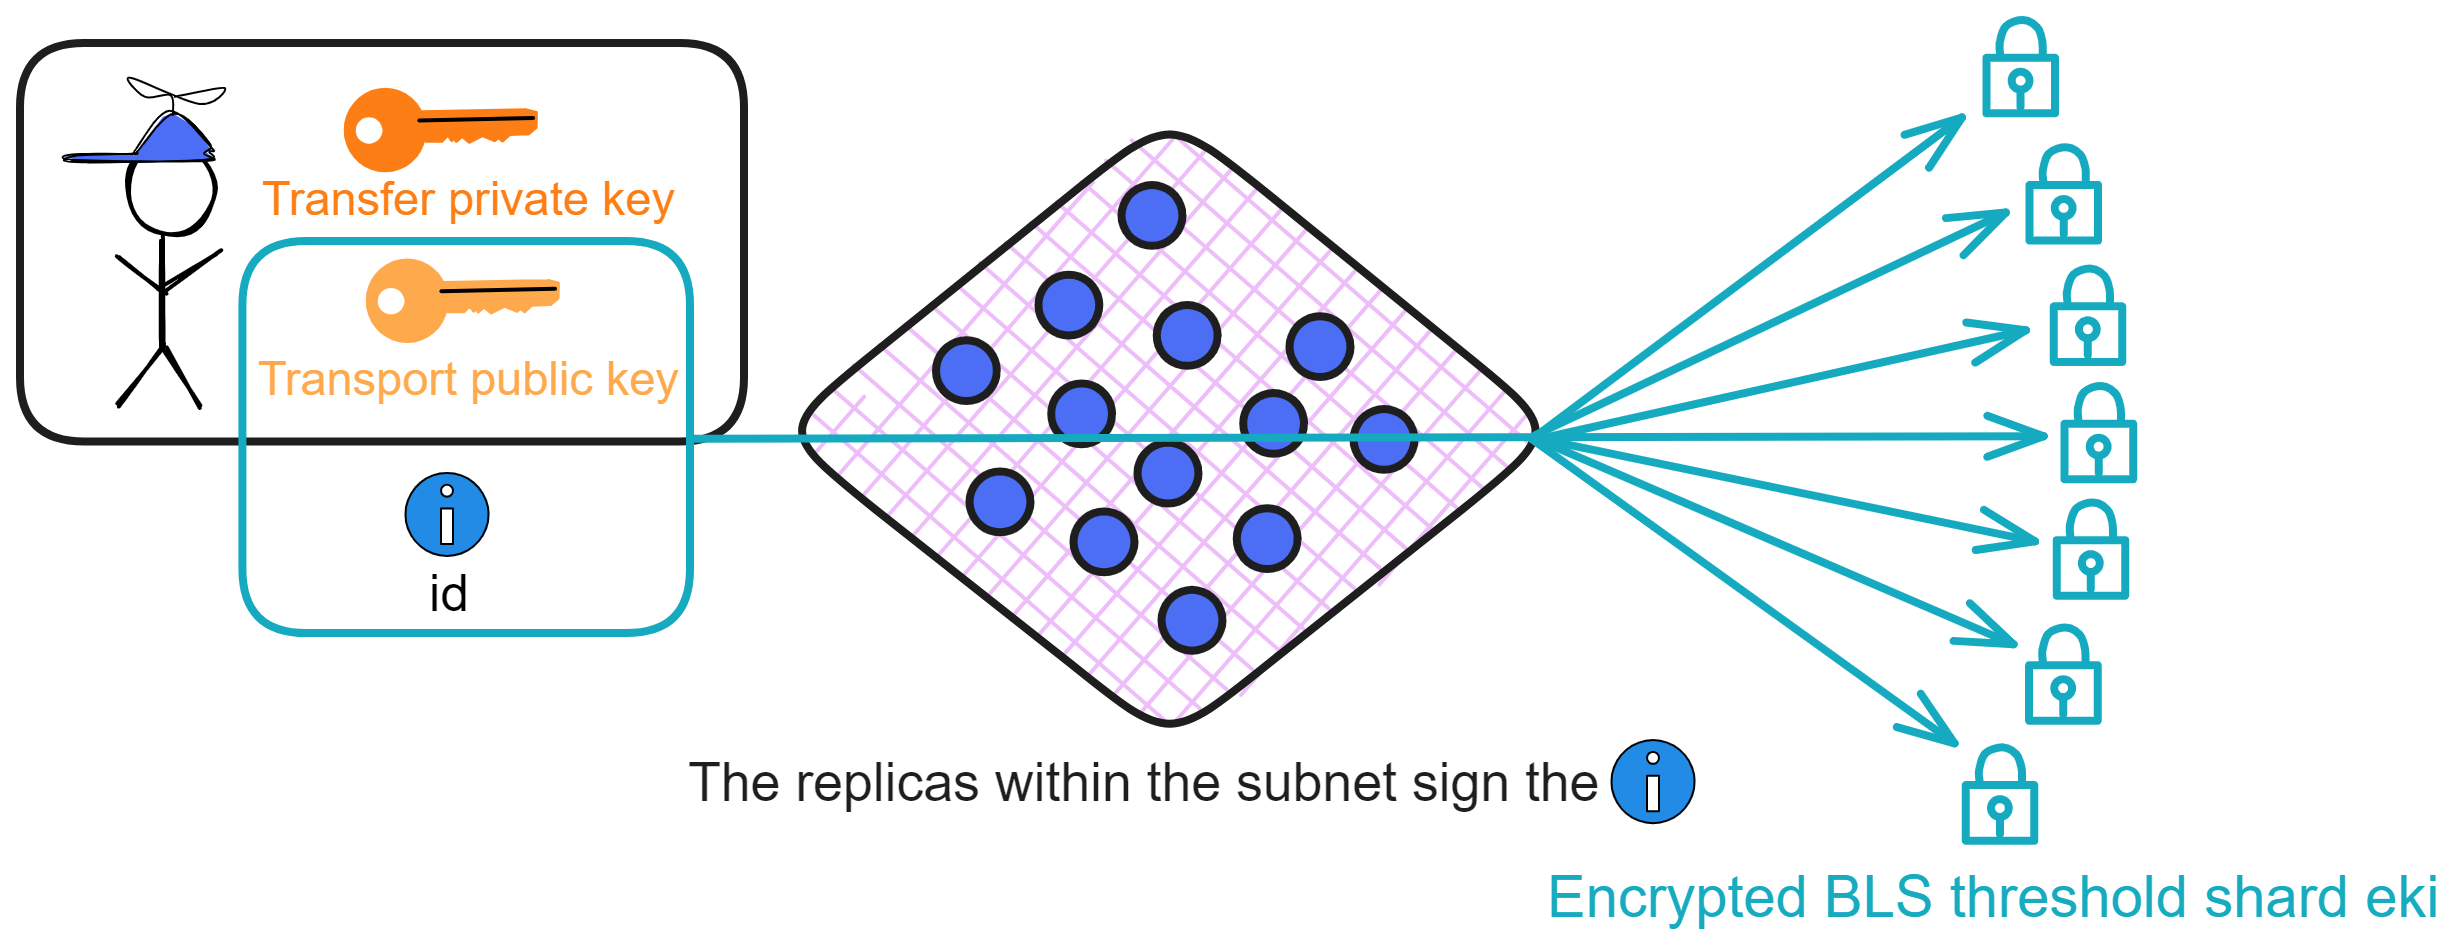 Transfer private key
Transport public key
id
The replicas within the subnet sign the
Encrypted BLS threshold shard eki